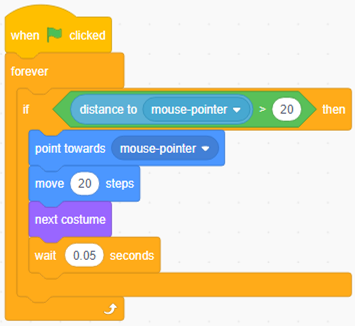 when clicked
forever
if distance to mouse-pointer > 20 then
point towards mouse-pointer
move 20 steps
next costume
wait 0.05 seconds